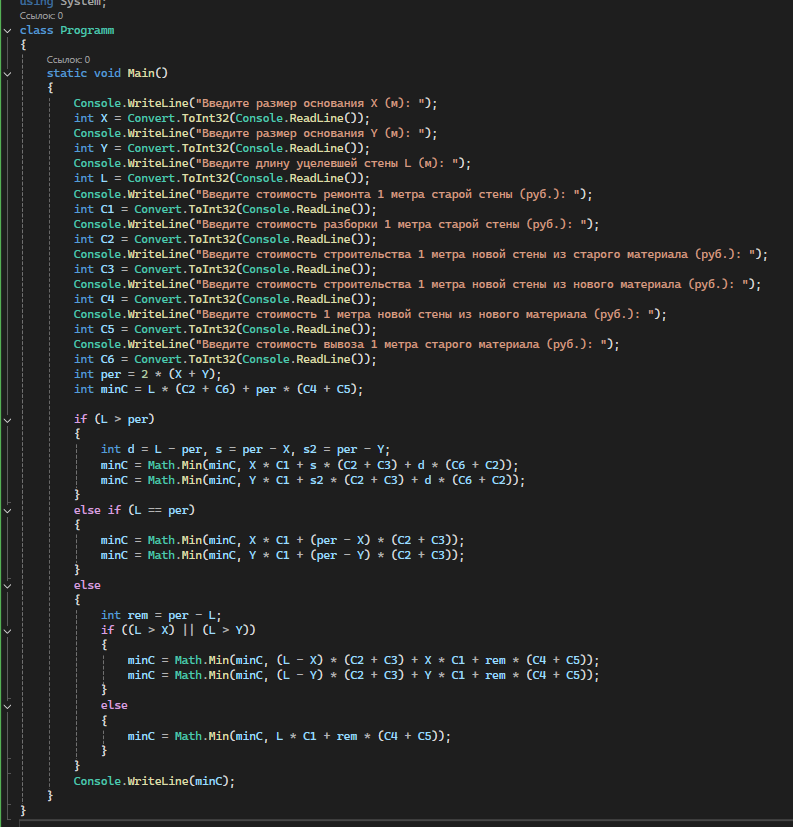 using System;
Ссылок: 0
class Programm
{
Ссылок: 0
static void Main()
{
Console.WriteLine("Введите размер основания X (м): ");
int X = Convert.ToInt32(Console.ReadLine());
Console.WriteLine("Введите размер основания Y (м): ");
int Y = Convert.ToInt32(Console.ReadLine());
Console.WriteLine("Введите длину уцелевшей стены L (м): ");
int L = Convert.ToInt32(Console.ReadLine());
Console.WriteLine("Введите стоимость ремонта 1 метра старой стены (руб.): ");
int C1 = Convert.ToInt32(Console.ReadLine());
Console.WriteLine("Введите стоимость разборки 1 метра старой стены (руб.): ");
int C2 = Convert.ToInt32(Console.ReadLine());
Console.WriteLine("Введите стоимость строительства 1 метра новой стены из старого материала (руб.): ");
int C3 = Convert.ToInt32(Console.ReadLine());
Console.WriteLine("Введите стоимость строительства 1 метра новой стены из нового материала (руб.): ");
int C4 = Convert.ToInt32(Console.ReadLine());
Console.WriteLine("Введите стоимость 1 метра новой стены из нового материала (руб.): ");
int C5 = Convert.ToInt32(Console.ReadLine());
Console.WriteLine("Введите стоимость вывоза 1 метра старого материала (руб.): ");
int C6 = Convert.ToInt32(Console.ReadLine());
int per = 2 * (X + Y);
int minC = L * (C2 + C6) + per * (C4 + C5);
if (L > per)
{
int d = L - per, s = per - X, s2 = per - Y;
minC = Math.Min(minC, X * C1 + s * (C2 + C3) + d * (C6 + C2));
minC = Math.Min(minC, Y * C1 + s2 * (C2 + C3) + d * (C6 + C2));
}
else if (L == per)
{
minC = Math.Min(minC, X * C1 + (per - X) * (C2 + C3));
minC = Math.Min(minC, Y * C1 + (per - Y) * (C2 + C3));
}
else
{
int rem = per - L;
if ((L > X) || (L > Y))
{
minC = Math.Min(minC, (L - X) * (C2 + C3) + X * C1 + rem * (C4 + C5));
minC = Math.Min(minC, (L - Y) * (C2 + C3) + Y * C1 + rem * (C4 + C5));
}
else
{
minC = Math.Min(minC, L * C1 + rem * (C4 + C5));
}
}
Console.WriteLine(minC);
}
}